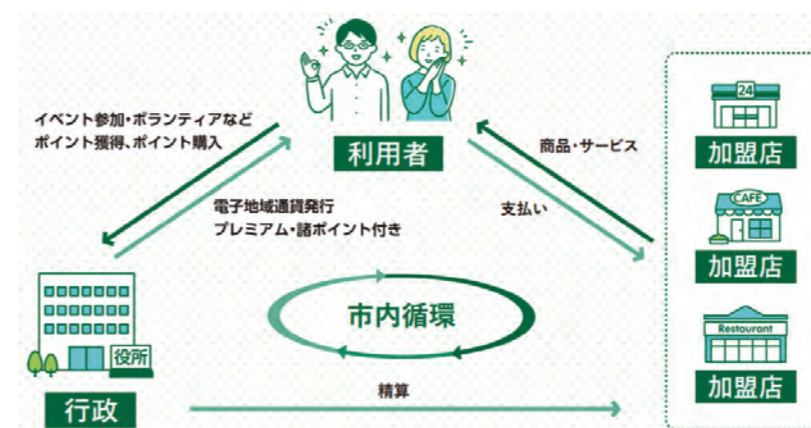 イベント参加・ボランティアなど
ポイント獲得、ポイント購入
利用者
商品・サービス
電子地域通貨発行
プレミアム・諸ポイント付き
支払い
24
加盟店
CAFE
加盟店
Restaurant
加盟店
市内循環
役所
行政
精算